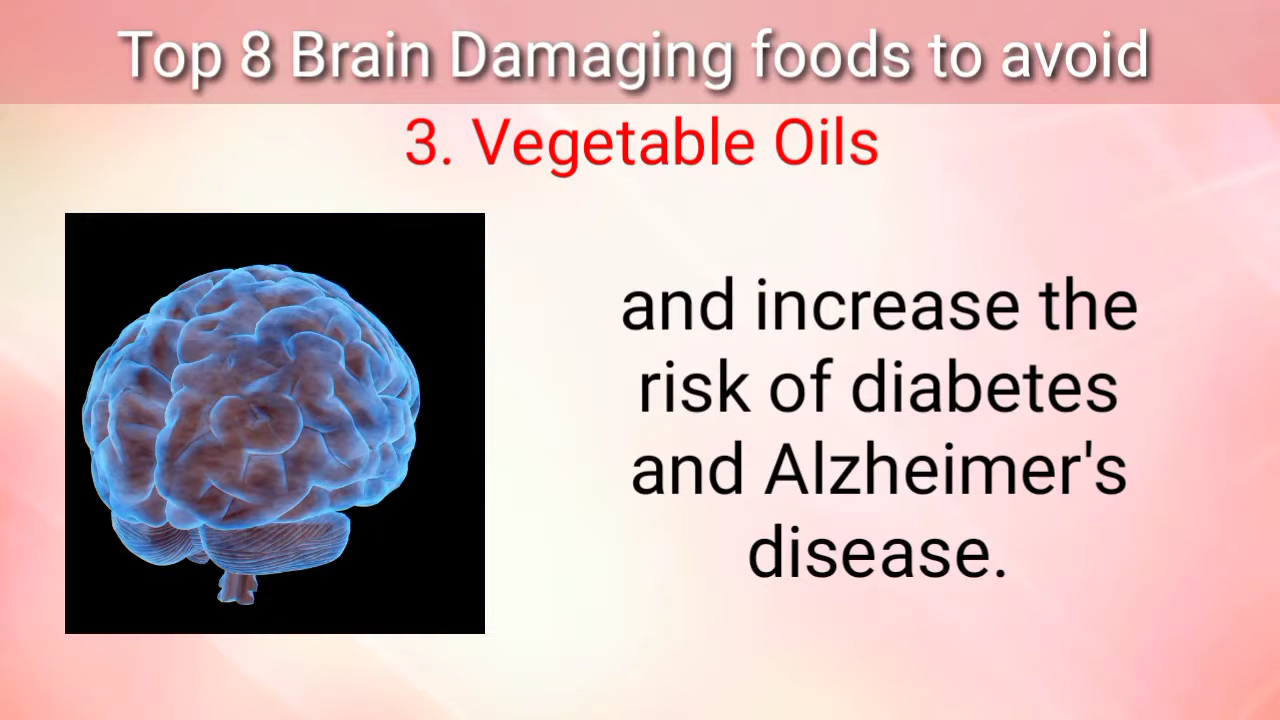 Top 8 Brain Damaging foods to avoid
3. Vegetable Oils
and increase the
risk of diabetes
and Alzheimer's
disease.